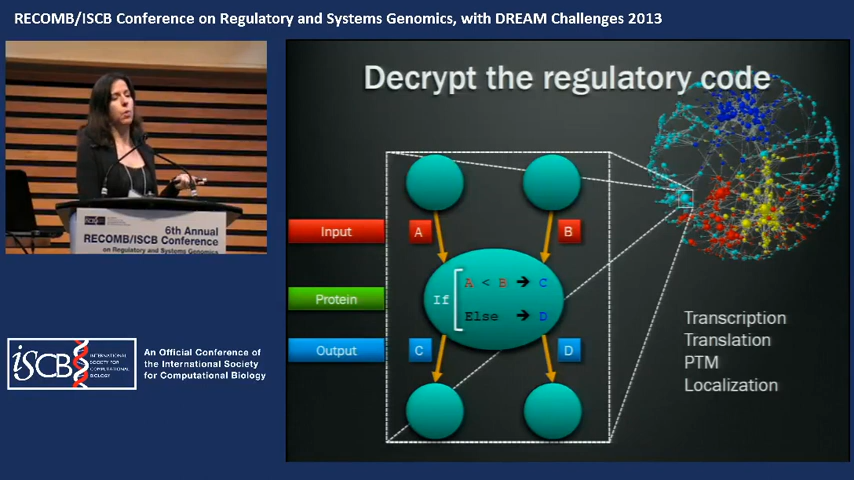 RECOMB/ISCB Conference on Regulatory and Systems Genomics, with DREAM Challenges 2013
6th Annual
RECOMB/ISCB Conference
on Regulatory and Systems Genomics
iSCB
INTERNATIONAL
SOCIETY FOR
COMPUTATIONAL
BIOLOGY
An Official Conference of
the International Society
for Computational Biology
Decrypt the regulatory code
Input
A
B
Protein
If
A < B → C
Else → D
Output
C
D
Transcription
Translation
PTM
Localization